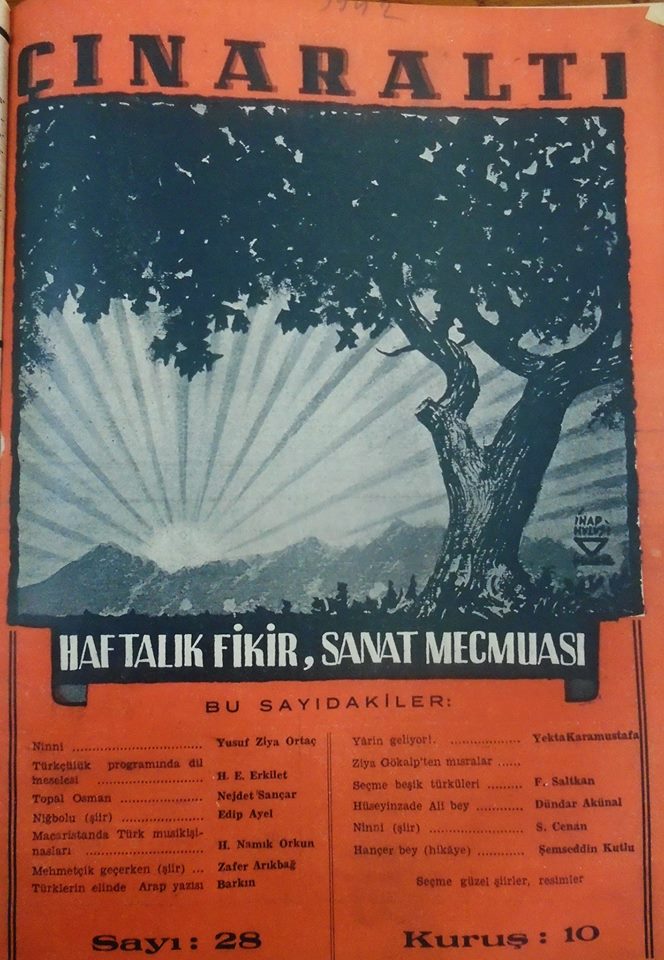 1942
ÇINARALTI
İHAP
HAFTALIK FİKİR, SANAT MECMUASI
BU SAYIDAKİLER:
Ninni .................... Yusuf Ziya Ortaç
Türkçülük programında dil
meselesi .................... H. E. Erkilet
Topal Osman .................... Nejdet Sançar
Niğbolu (şiir) .................... Edip Ayel
Macaristanda Türk musikişi-
nasları .................... H. Namık Orkun
Mehmetçik geçerken (şiir) ... Zafer Arıkbağ
Türklerin elinde Arap yazısı Barkın
Yârin geliyor!. .................... Yekta Karamustafa
Ziya Gökalp'ten mısralar ......
Seçme beşik türküleri ......... F. Saltkan
Hüseyinzade Ali bey ......... Dündar Akünal
Ninni (şiir) .................... S. Cenan
Hançer bey (hikâye) ........... Şemseddin Kutlu
Seçme güzel şiirler, resimler
Sayı: 28
Kuruş: 10